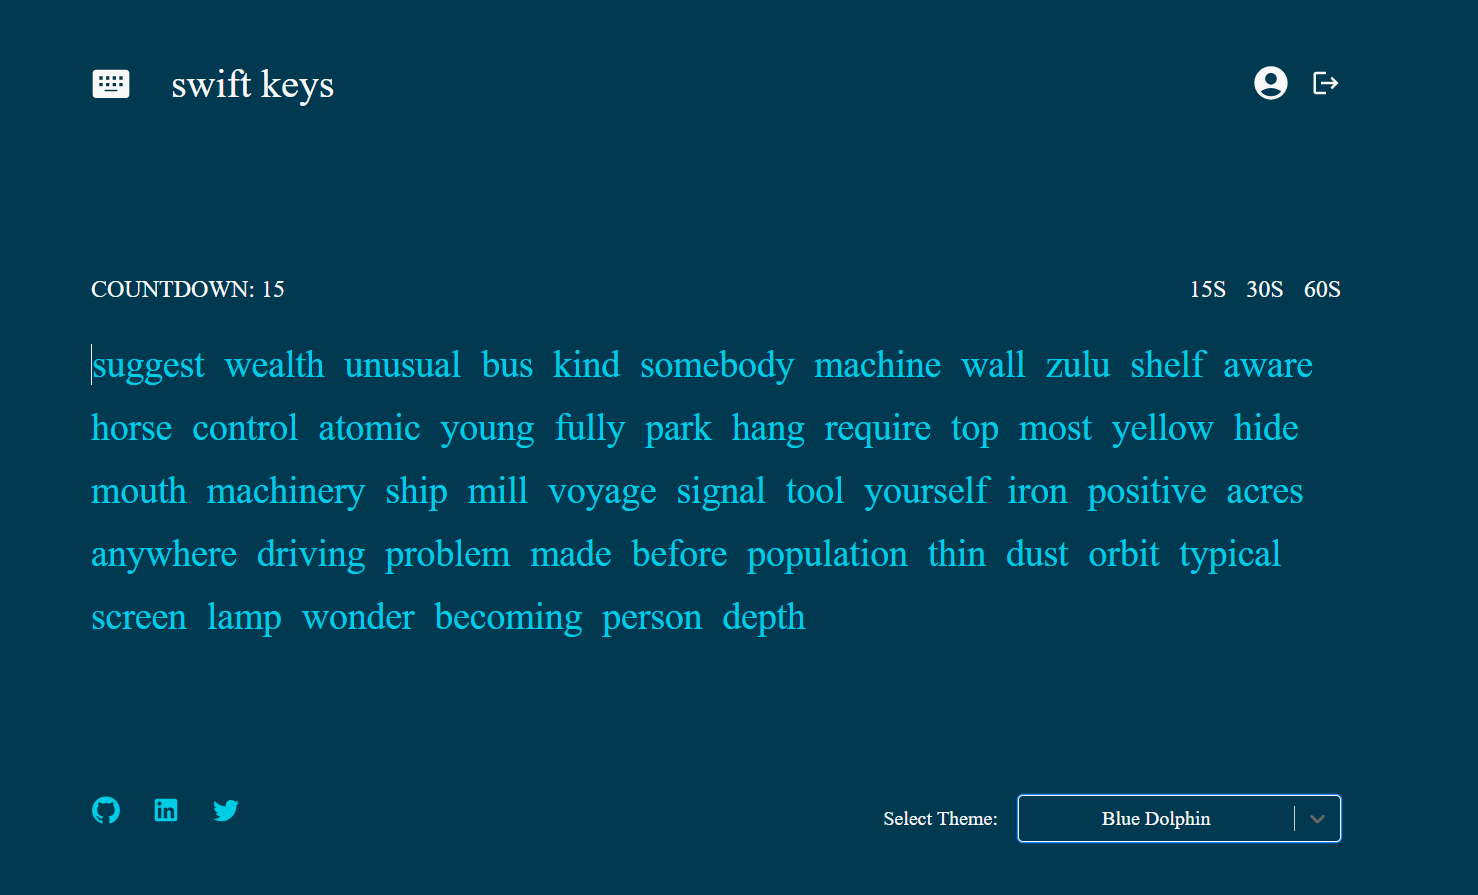 swift keys
COUNTDOWN: 15 15S 30S 60S
suggest wealth unusual bus kind somebody machine wall zulu shelf aware
horse control atomic young fully park hang require top most yellow hide
mouth machinery ship mill voyage signal tool yourself iron positive acres
anywhere driving problem made before population thin dust orbit typical
screen lamp wonder becoming person depth
Select Theme: Blue Dolphin